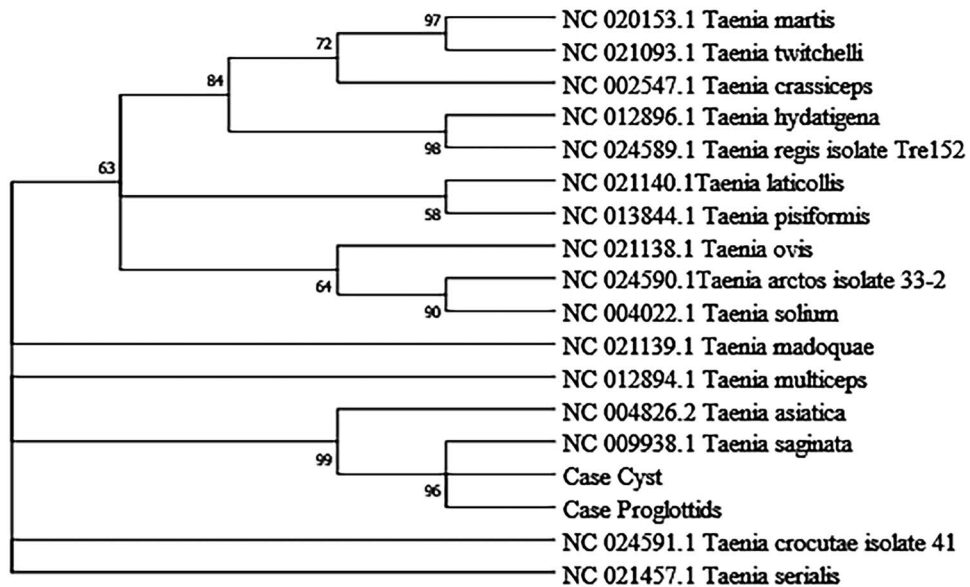 97
NC 020153.1 Taenia martis
72
NC 021093.1 Taenia twitchelli
84
NC 002547.1 Taenia crassiceps
NC 012896.1 Taenia hydatigena
98
NC 024589.1 Taenia regis isolate Tre152
63
NC 021140.1Taenia laticollis
58
NC 013844.1 Taenia pisiformis
NC 021138.1 Taenia ovis
64
NC 024590.1Taenia arctos isolate 33-2
90
NC 004022.1 Taenia solium
NC 021139.1 Taenia madoquae
NC 012894.1 Taenia multiceps
NC 004826.2 Taenia asiatica
99
NC 009938.1 Taenia saginata
Case Cyst
96
Case Proglottids
NC 024591.1 Taenia crocutae isolate 41
NC 021457.1 Taenia serialis